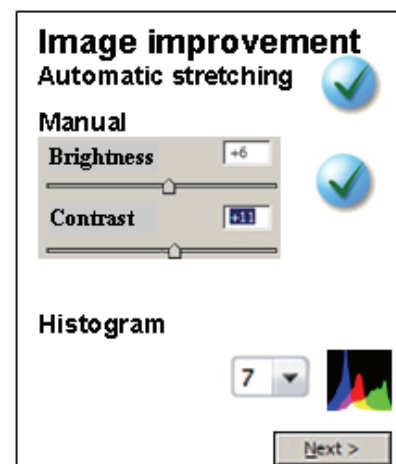 Image improvement
Automatic stretching
Manual
Brightness +6
Contrast +11
Histogram
7
Next >